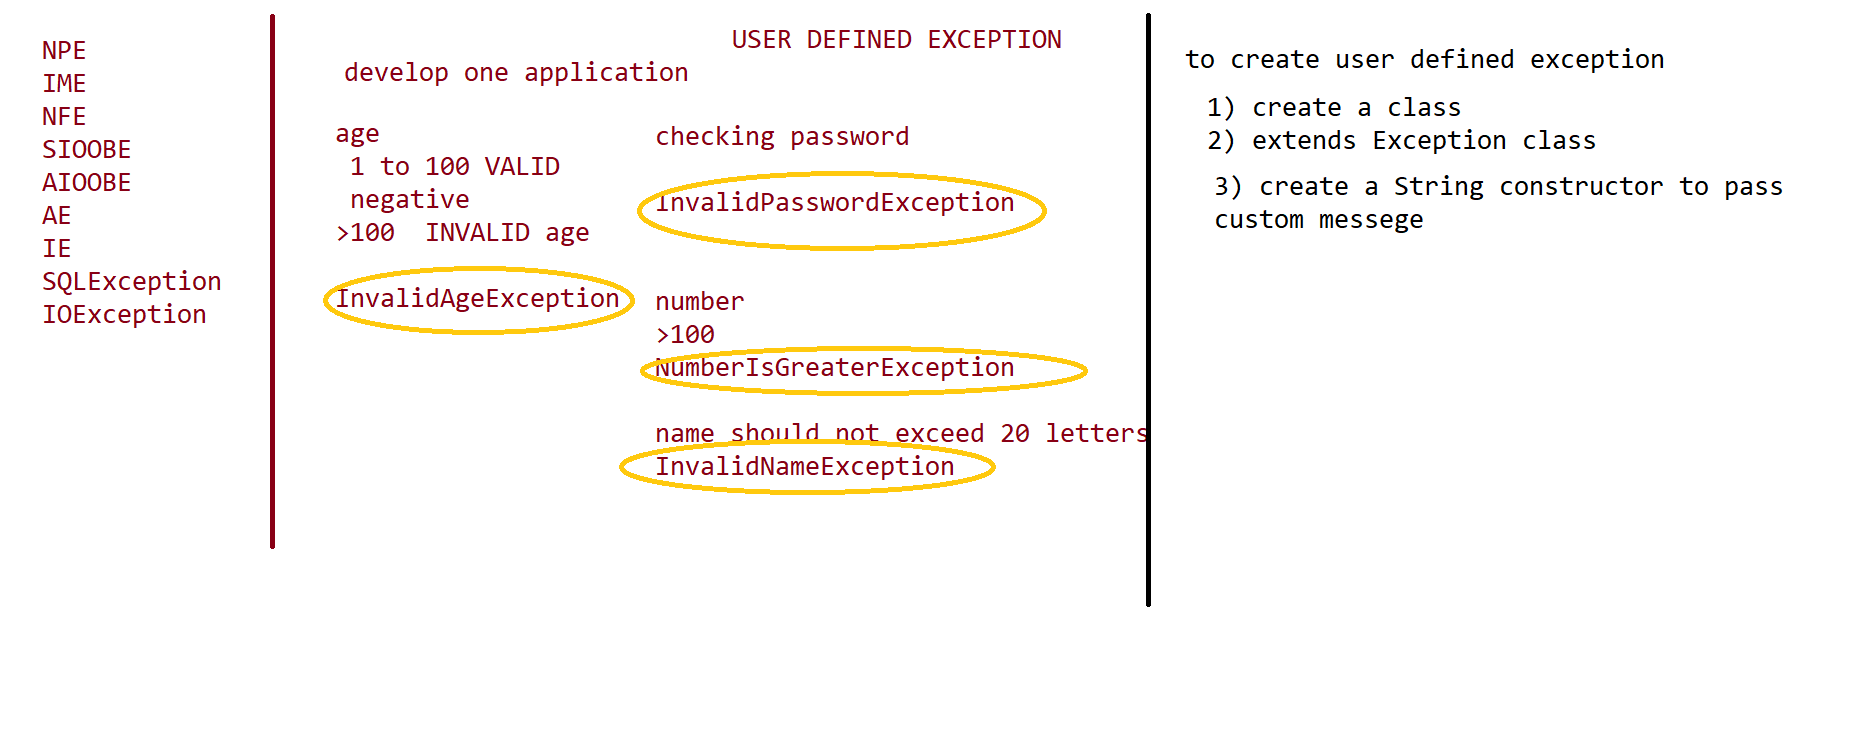 NPE
IME
NFE
SIOOBE
AIOOBE
AE
IE
SQLException
IOException
USER DEFINED EXCEPTION
develop one application
age
1 to 100 VALID
negative
>100  INVALID age
InvalidAgeException
checking password
InvalidPasswordException
number
>100
NumberIsGreaterException
name should not exceed 20 letters
InvalidNameException
to create user defined exception
1) create a class
2) extends Exception class
3) create a String constructor to pass
custom messege